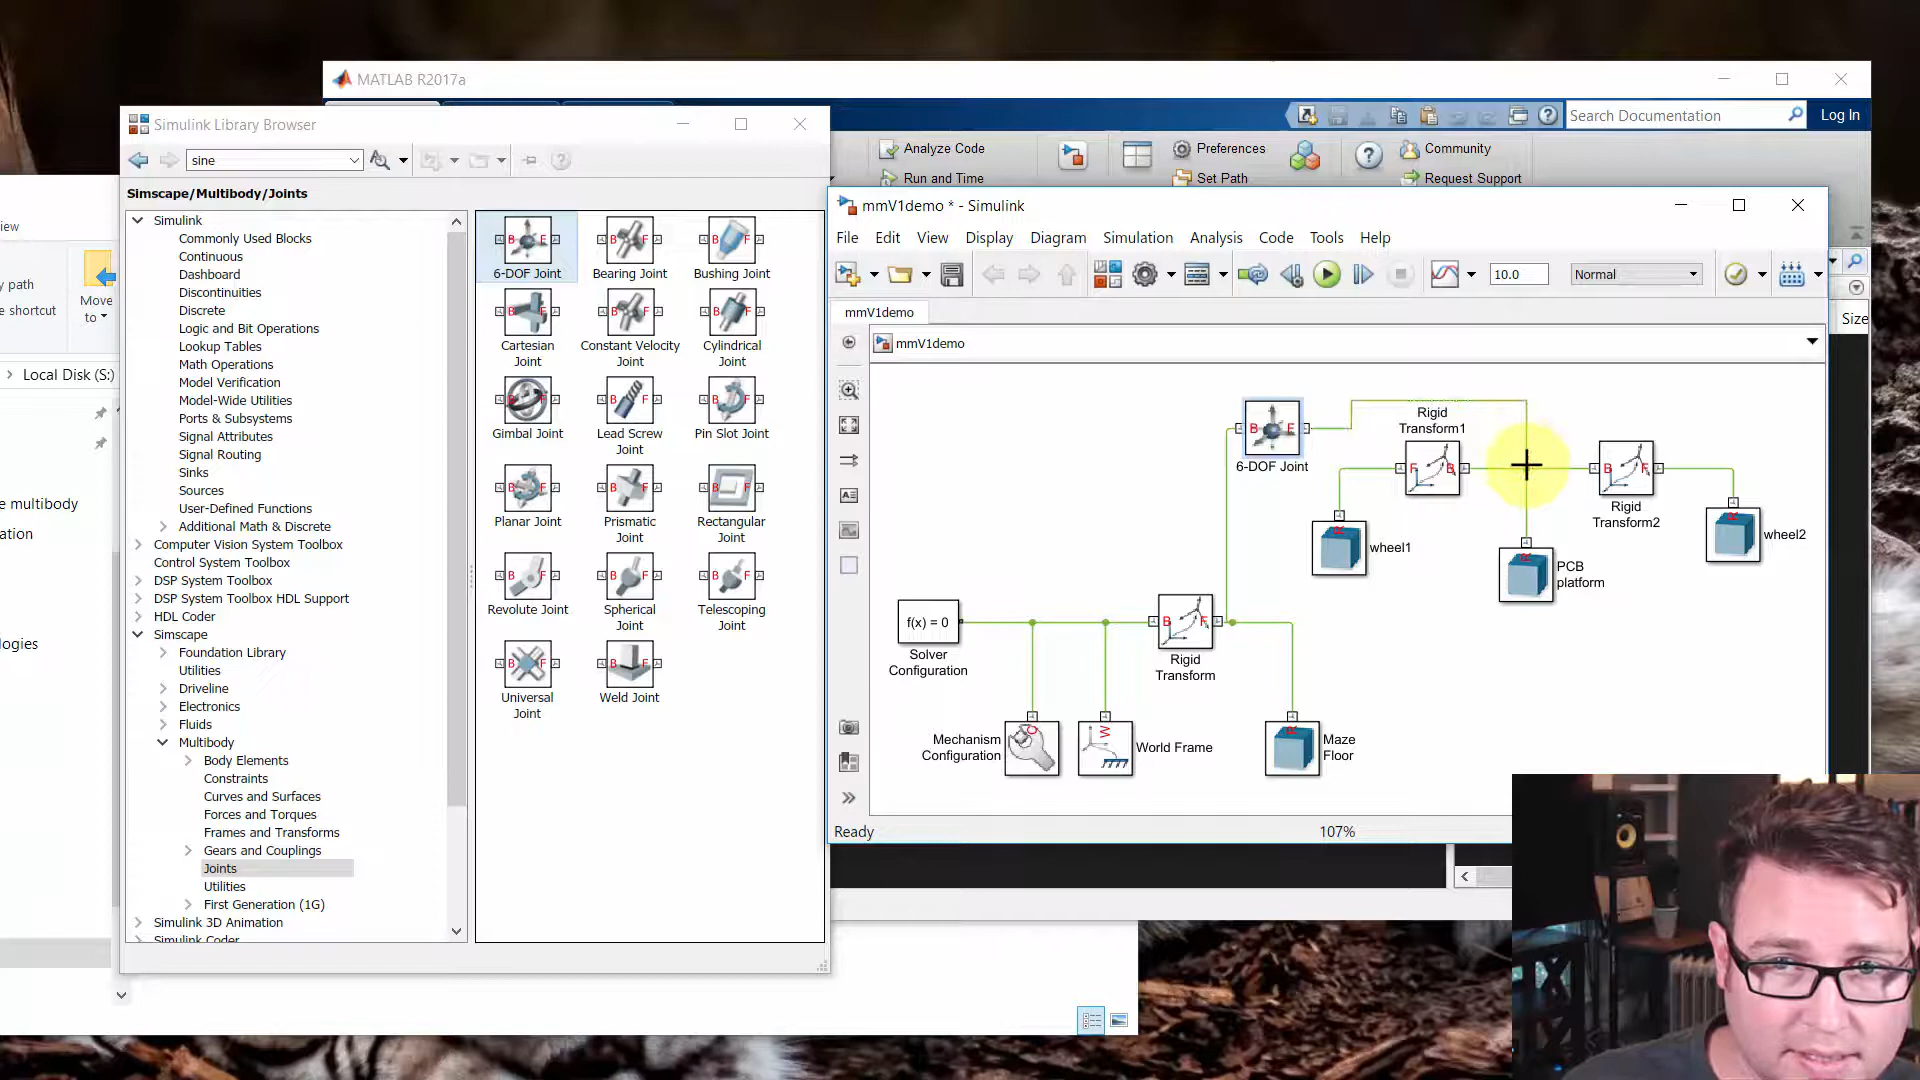 MATLAB R2017a
Search Documentation
Log In
Analyze Code
Run and Time
Preferences
Set Path
Community
Request Support
Simulink Library Browser
sine
Simscape/Multibody/Joints
Simulink
Commonly Used Blocks
Continuous
Dashboard
Discontinuities
Discrete
Logic and Bit Operations
Lookup Tables
Math Operations
Model Verification
Model-Wide Utilities
Ports & Subsystems
Signal Attributes
Signal Routing
Sinks
Sources
User-Defined Functions
Additional Math & Discrete
Computer Vision System Toolbox
Control System Toolbox
DSP System Toolbox
DSP System Toolbox HDL Support
HDL Coder
Simscape
Foundation Library
Utilities
Driveline
Electronics
Fluids
Multibody
Body Elements
Constraints
Curves and Surfaces
Forces and Torques
Frames and Transforms
Gears and Couplings
Joints
Utilities
First Generation (1G)
Simulink 3D Animation
Simulink Coder
6-DOF Joint
Bearing Joint
Bushing Joint
Cartesian
Joint
Constant Velocity
Joint
Cylindrical
Joint
Gimbal Joint
Lead Screw
Joint
Pin Slot Joint
Planar Joint
Prismatic
Joint
Rectangular
Joint
Revolute Joint
Spherical
Joint
Telescoping
Joint
Universal
Joint
Weld Joint
mmV1demo * - Simulink
File Edit View Display Diagram Simulation Analysis Code Tools Help
10.0
Normal
mmV1demo
mmV1demo
B F
6-DOF Joint
Rigid
Transform1
F B
B F
Rigid
Transform2
R
wheel1
R
PCB
platform
R
wheel2
f(x) = 0
Solver
Configuration
B F
Rigid
Transform
C
Mechanism
Configuration
W
World Frame
R
Maze
Floor
Ready
107%
Size
iew
y path
e shortcut
Move
to
Local Disk (S:)
e multibody
ation
ologies